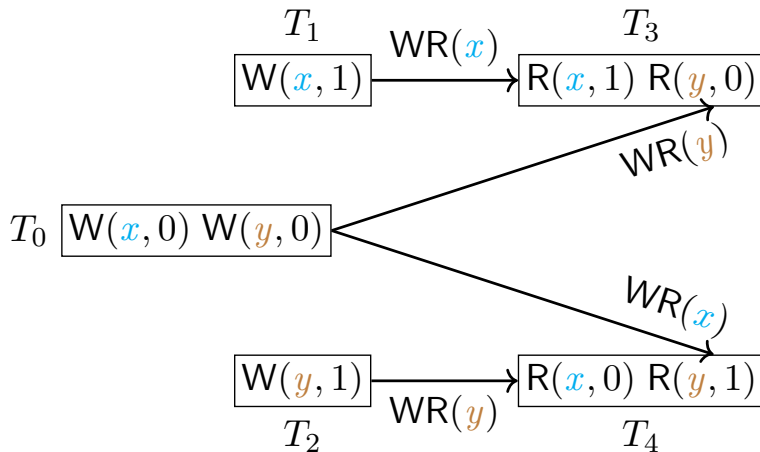 T₁ WR(x) T₃
W(x, 1) R(x, 1) R(y, 0)
WR(y)
T₀ W(x, 0) W(y, 0)
WR(x)
W(y, 1) R(x, 0) R(y, 1)
T₂ WR(y) T₄